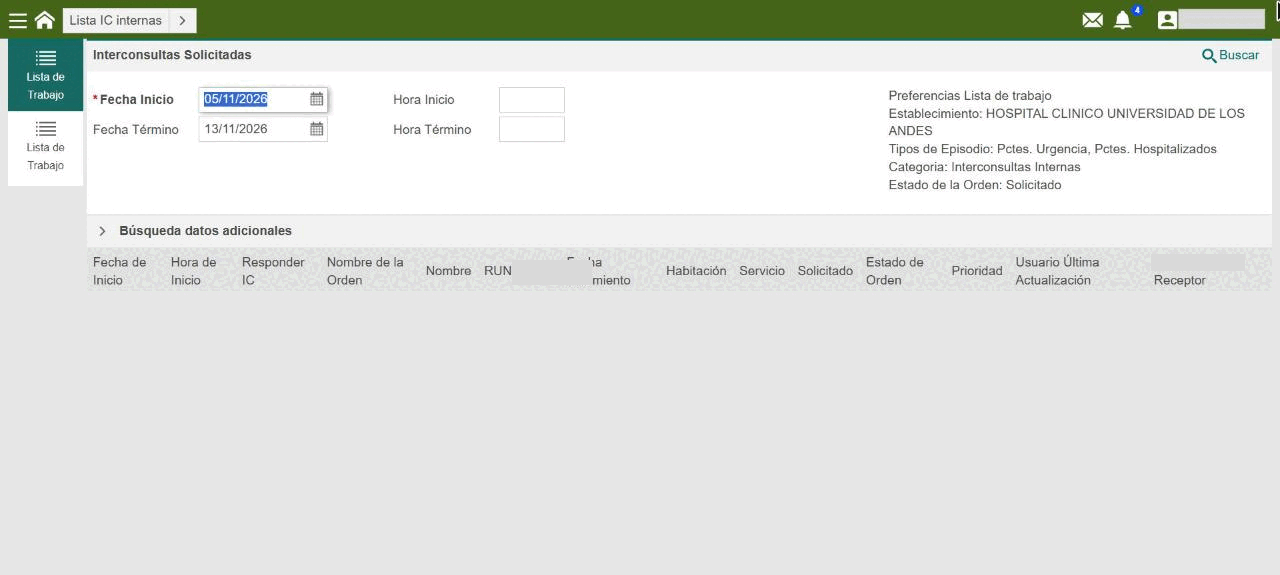 Lista IC internas
4
Lista de
Trabajo
Lista de
Trabajo
Interconsultas Solicitadas
Buscar
* Fecha Inicio
05/11/2026
Hora Inicio
Fecha Término
13/11/2026
Hora Término
Preferencias Lista de trabajo
Establecimiento: HOSPITAL CLINICO UNIVERSIDAD DE LOS
ANDES
Tipos de Episodio: Pctes. Urgencia, Pctes. Hospitalizados
Categoria: Interconsultas Internas
Estado de la Orden: Solicitado
Búsqueda datos adicionales
Fecha de
Inicio
Hora de
Inicio
Responder
IC
Nombre de la
Orden
Nombre
RUN
miento
Habitación
Servicio
Solicitado
Estado de
Orden
Prioridad
Usuario Última
Actualización
Receptor